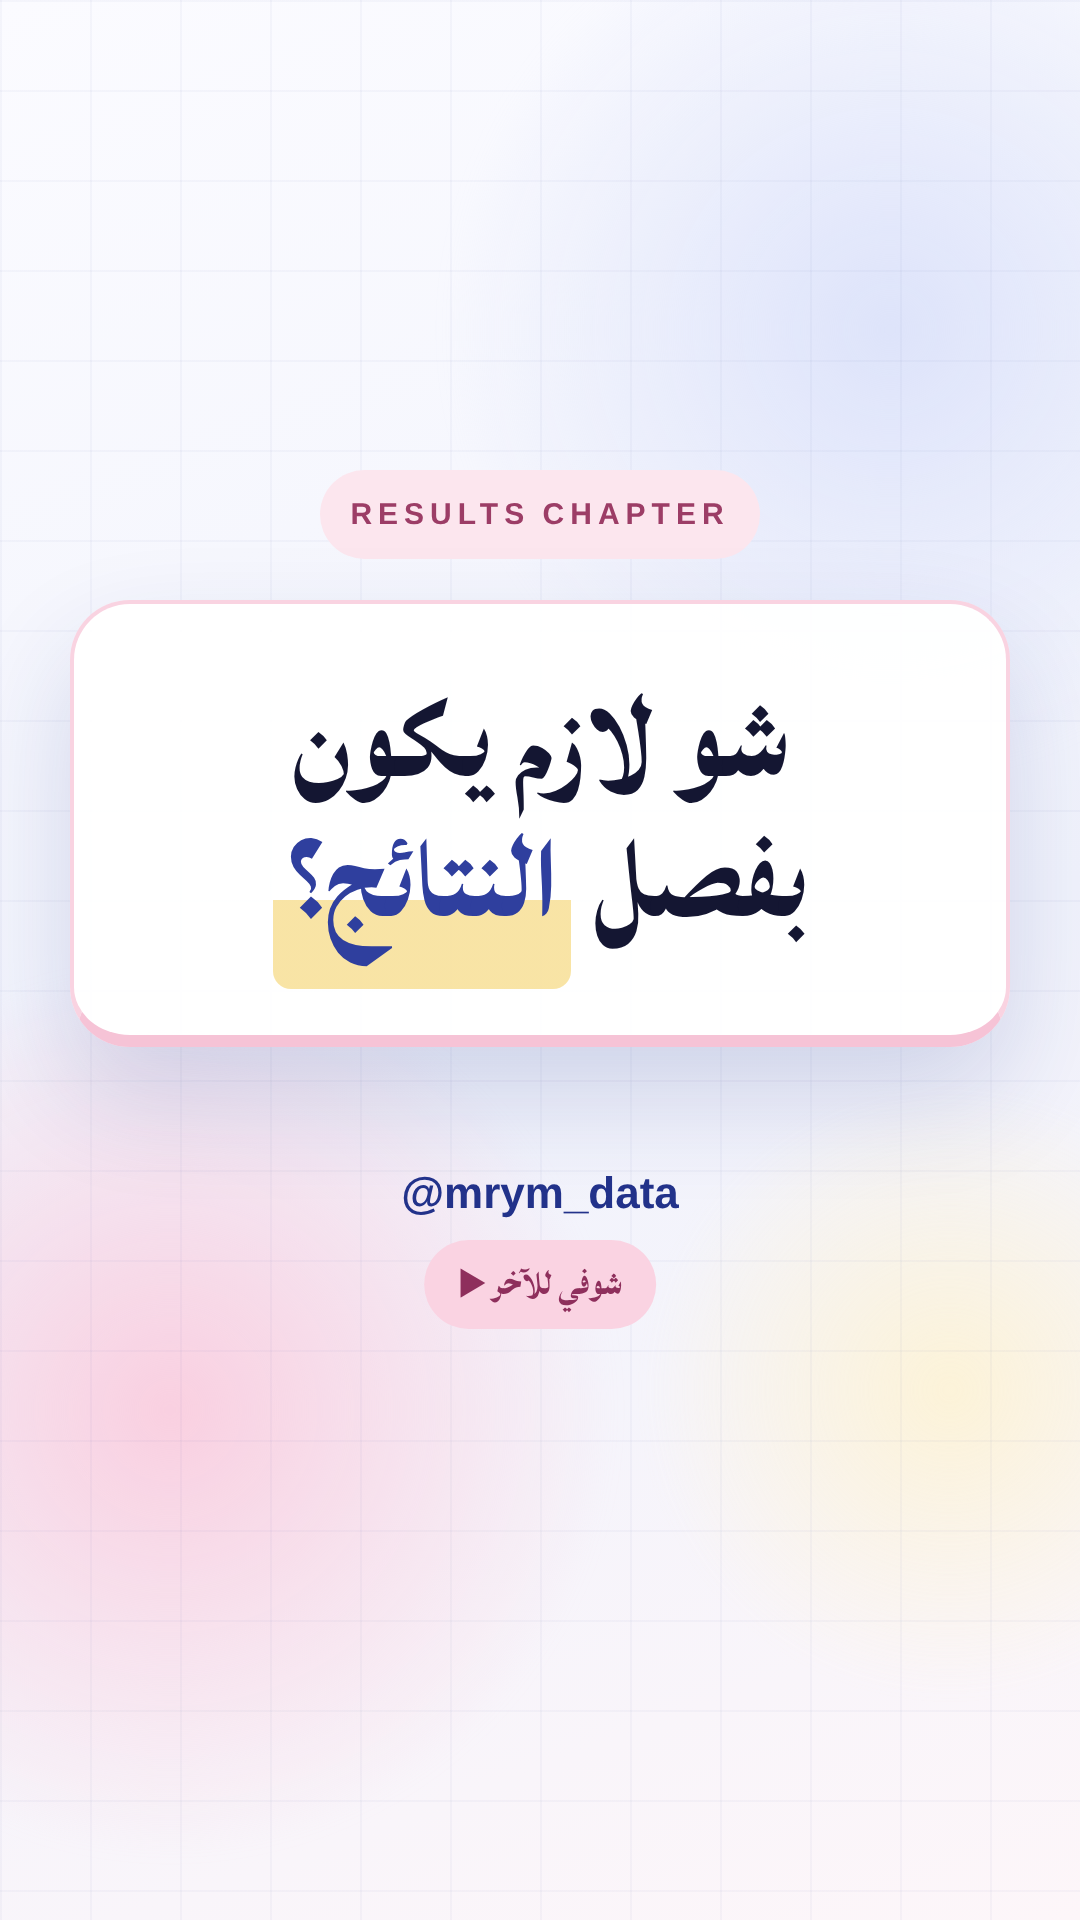 RESULTS CHAPTER
شو لازم يكون
بفصل النتائج؟
@mrym_data
شوفي للآخر ▶